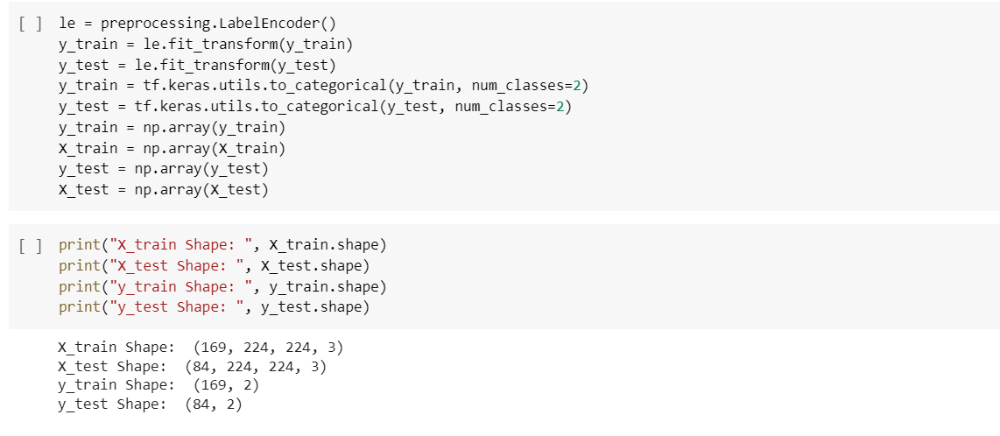 [ ] le = preprocessing.LabelEncoder()
y_train = le.fit_transform(y_train)
y_test = le.fit_transform(y_test)
y_train = tf.keras.utils.to_categorical(y_train, num_classes=2)
y_test = tf.keras.utils.to_categorical(y_test, num_classes=2)
y_train = np.array(y_train)
X_train = np.array(X_train)
y_test = np.array(y_test)
X_test = np.array(X_test)
[ ] print("X_train Shape: ", X_train.shape)
print("X_test Shape: ", X_test.shape)
print("y_train Shape: ", y_train.shape)
print("y_test Shape: ", y_test.shape)
X_train Shape:  (169, 224, 224, 3)
X_test Shape:  (84, 224, 224, 3)
y_train Shape:  (169, 2)
y_test Shape:  (84, 2)